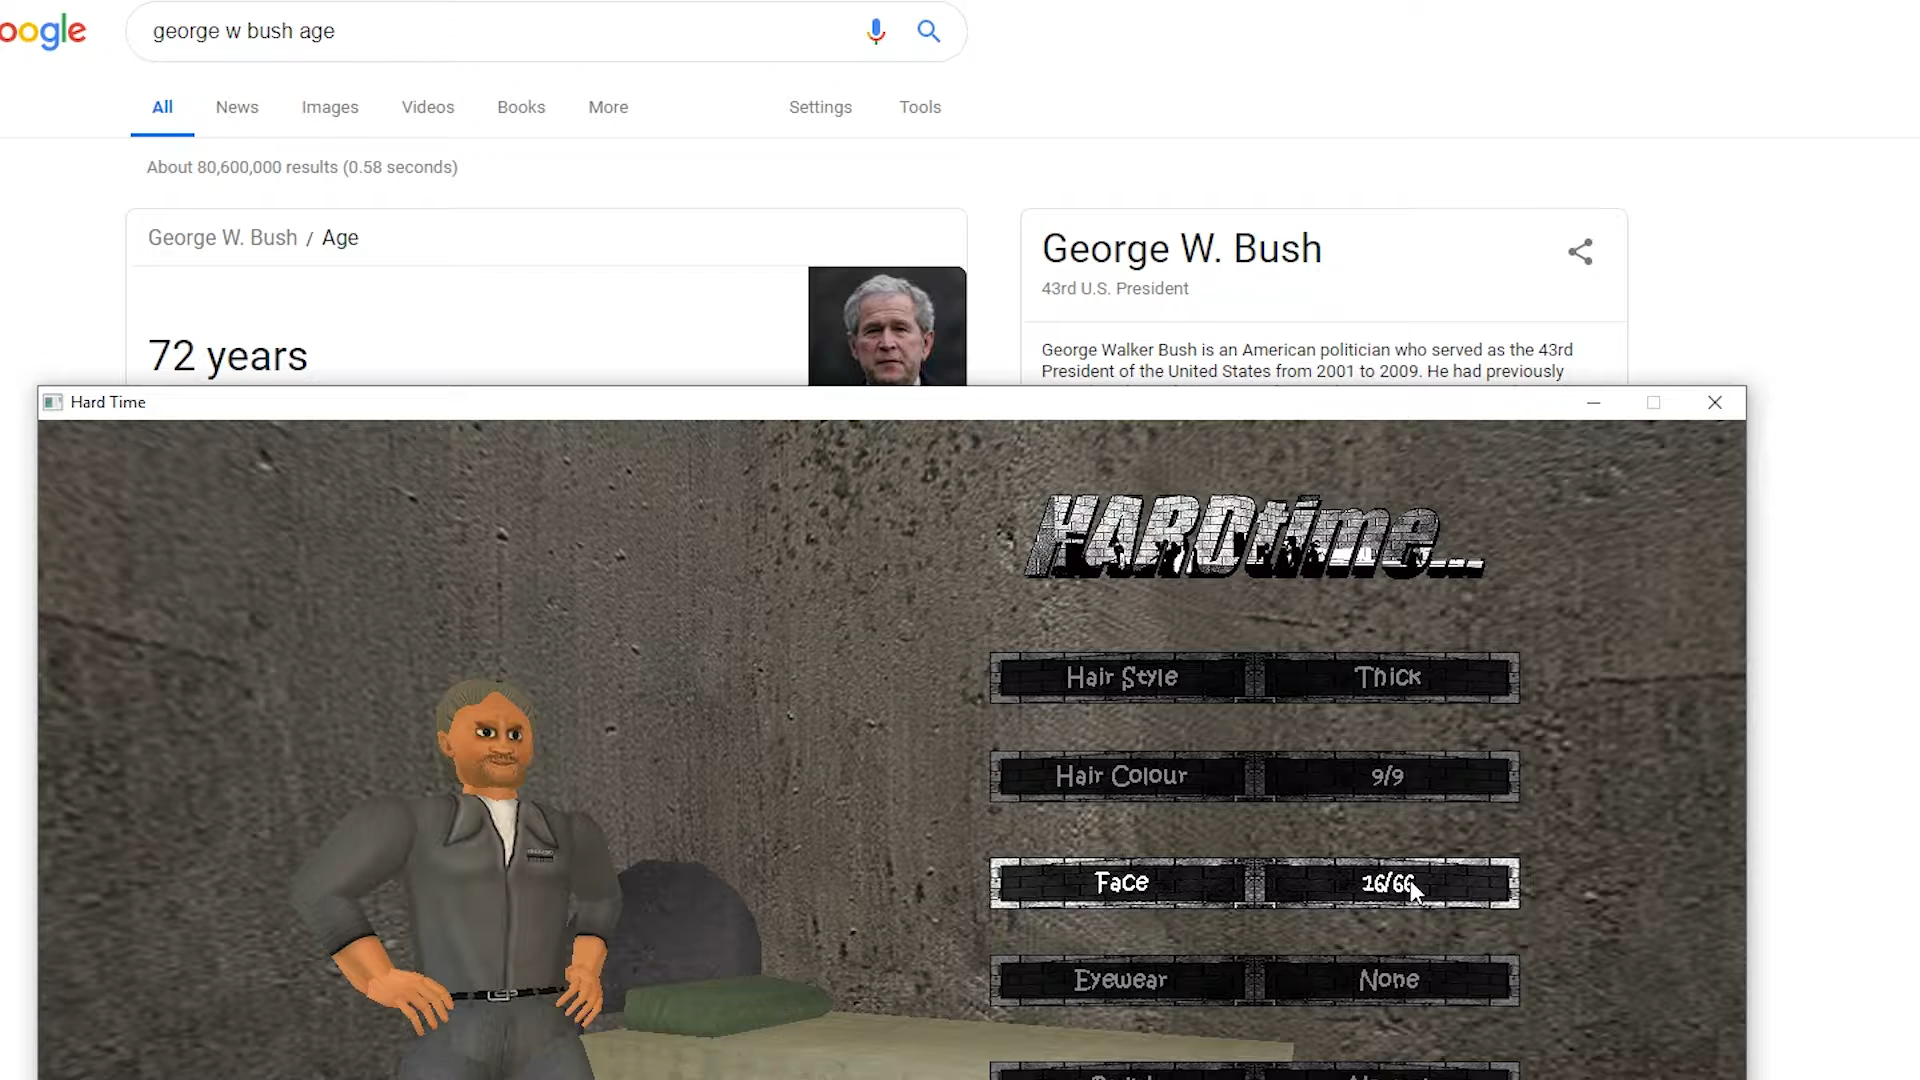 oogle
george w bush age
All News Images Videos Books More Settings Tools
About 80,600,000 results (0.58 seconds)
George W. Bush / Age
72 years
George W. Bush
43rd U.S. President
George Walker Bush is an American politician who served as the 43rd
President of the United States from 2001 to 2009. He had previously
Hard Time
HARDtime...
Hair Style Thick
Hair Colour 9/9
Face 16/66
Eyewear None